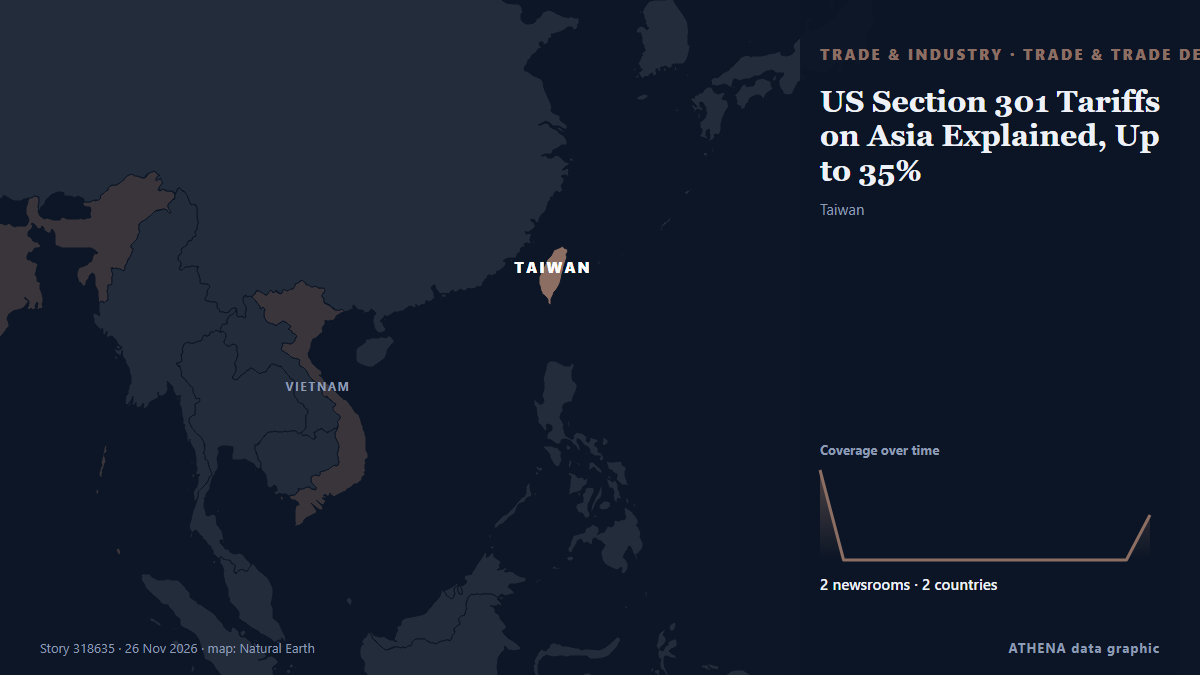 TRADE & INDUSTRY · TRADE & TRADE DE
US Section 301 Tariffs
on Asia Explained, Up
to 35%
Taiwan
TAIWAN
VIETNAM
Coverage over time
2 newsrooms · 2 countries
Story 318635 · 26 Nov 2026 · map: Natural Earth
ATHENA data graphic